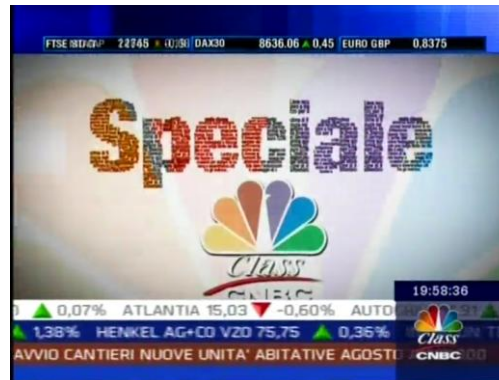 DAX30 8636.06 0,45 EURO GBP 0,8375
Speciale
Class
CNBC
19:58:36
0,07% ATLANTIA 15,03 -0,60%
1,38% HENKEL AG+CO VZO 75,75 0,36%
Class
CNBC
AVVIO CANTIERI NUOVE UNITA' ABITATIVE AGOSTO